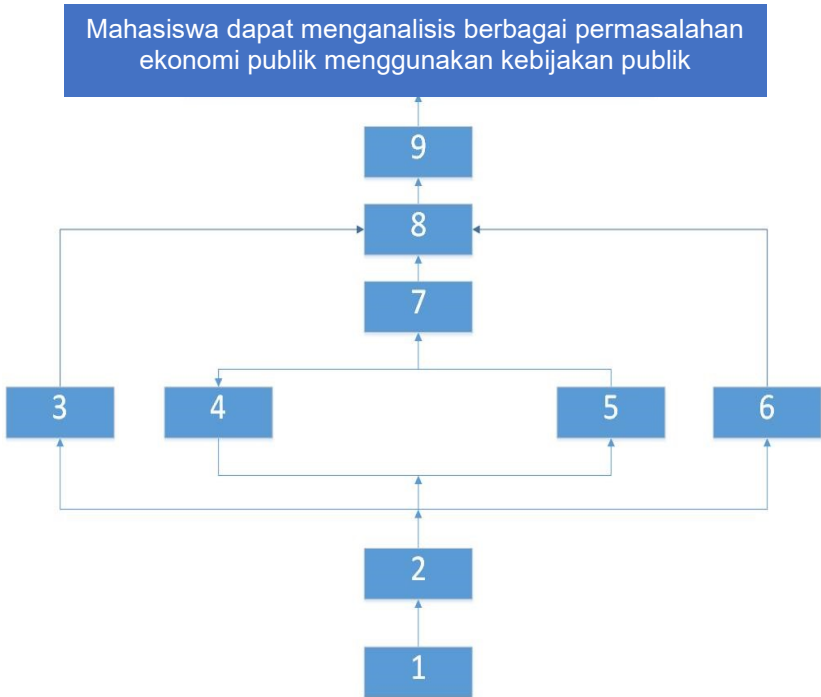 Mahasiswa dapat menganalisis berbagai permasalahan
ekonomi publik menggunakan kebijakan publik
9
8
7
3 4 5 6
2
1